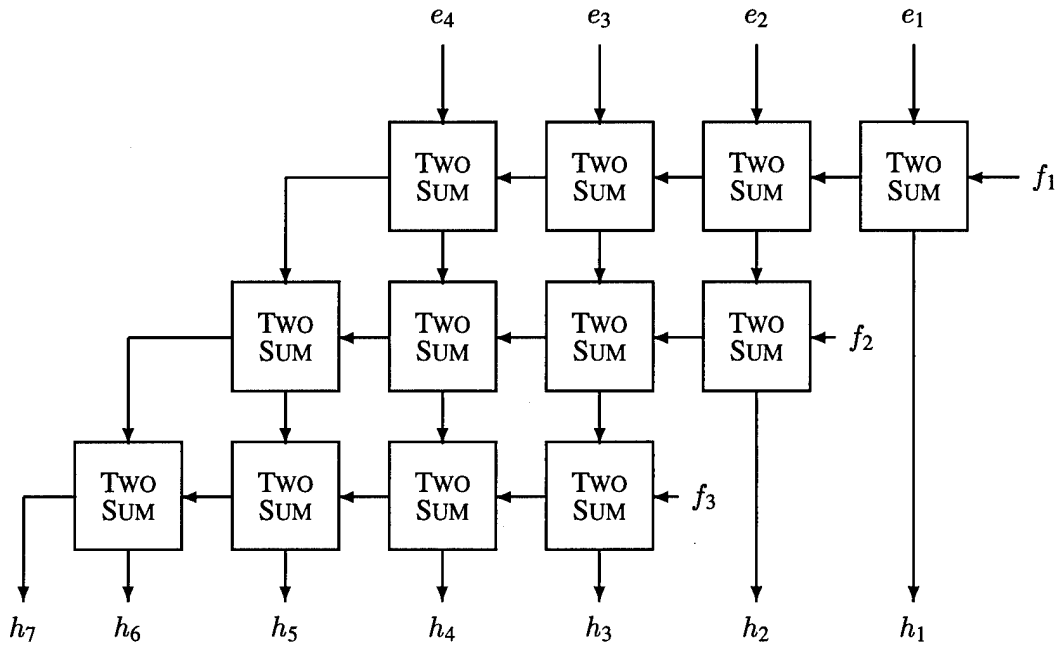 e4 e3 e2 e1
TWO TWO TWO TWO
SUM SUM SUM SUM f1
TWO TWO TWO TWO
SUM SUM SUM SUM f2
TWO TWO TWO TWO
SUM SUM SUM SUM f3
h7 h6 h5 h4 h3 h2 h1